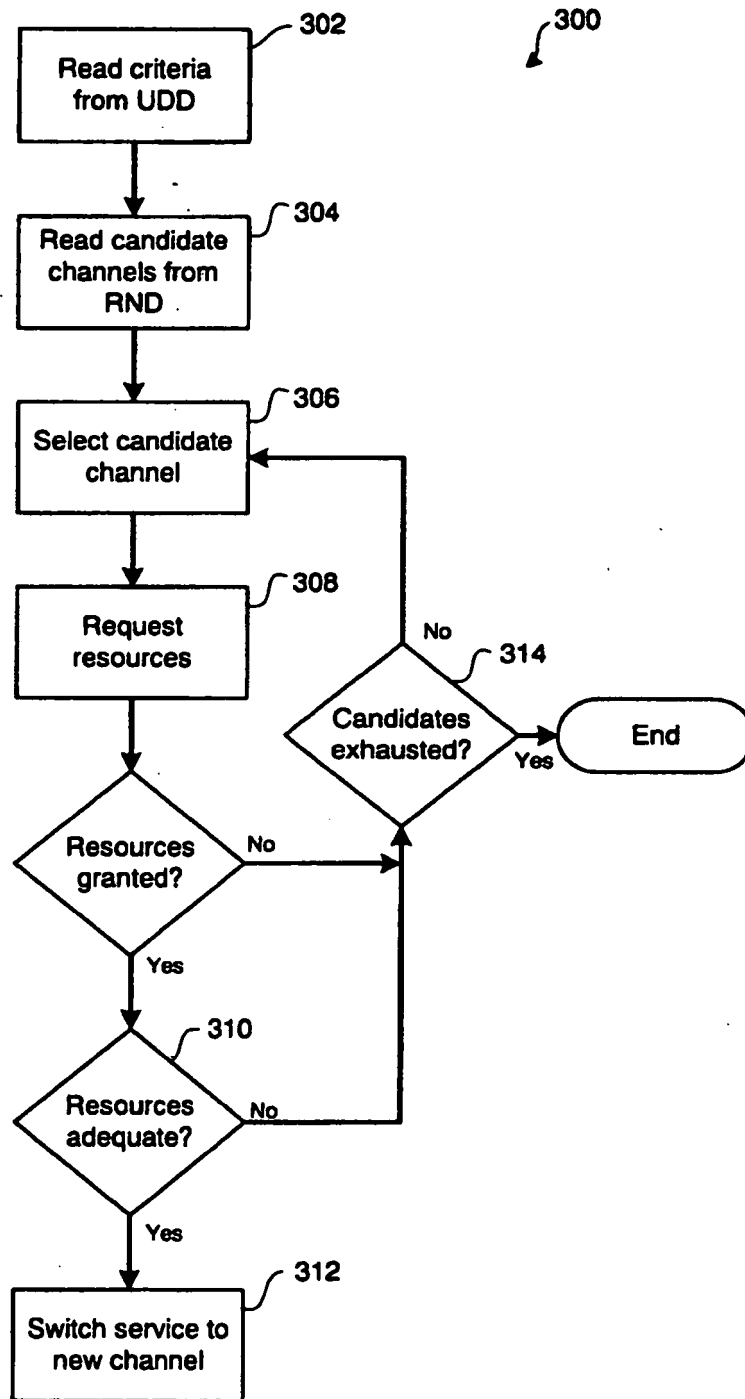 300
302
Read criteria
from UDD
304
Read candidate
channels from
RND
306
Select candidate
channel
308
Request
resources
No
314
Candidates
exhausted?
Yes
End
Resources
granted?
No
Yes
310
Resources
adequate?
No
Yes
312
Switch service to
new channel